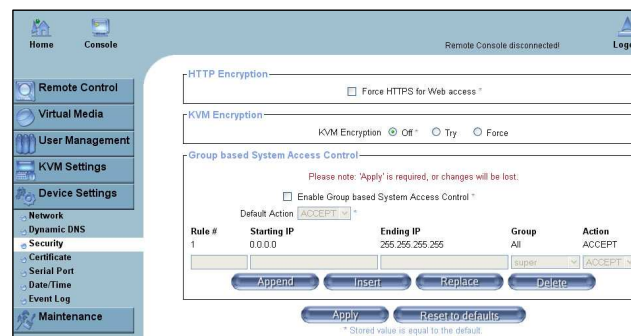 Home Console
Remote Console disconnected!
Remote Control
Virtual Media
User Management
KVM Settings
Device Settings
Network
Dynamic DNS
Security
Certificate
Serial Port
Date/Time
Event Log
Maintenance
HTTP Encryption
Force HTTPS for Web access *
KVM Encryption
KVM Encryption Off * Try Force
Group based System Access Control
Please note: 'Apply' is required, or changes will be lost.
Enable Group based System Access Control *
Default Action ACCEPT *
Rule # Starting IP Ending IP Group Action
1 0.0.0.0 255.255.255.255 All ACCEPT
super ACCEPT
Append Insert Replace Delete
Apply Reset to defaults
* Stored value is equal to the default.